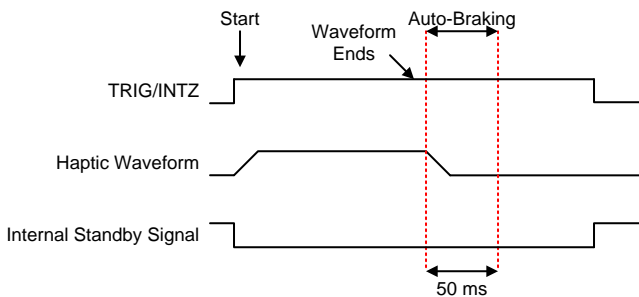 Start
Auto-Braking
Waveform
Ends
TRIG/INTZ
Haptic Waveform
Internal Standby Signal
50 ms